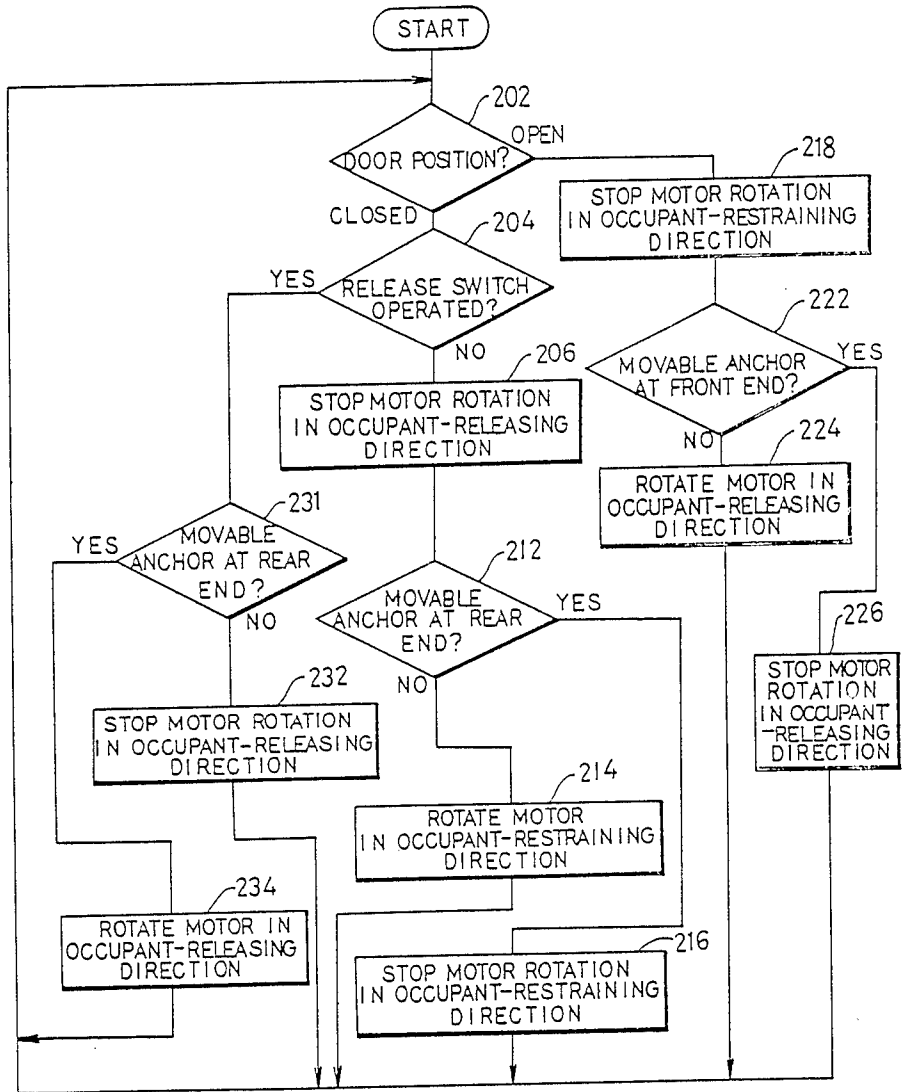 START
202
DOOR POSITION?
OPEN
CLOSED
218
STOP MOTOR ROTATION
IN OCCUPANT-RESTRAINING
DIRECTION
204
YES
RELEASE SWITCH
OPERATED?
NO
222
MOVABLE ANCHOR
AT FRONT END?
YES
NO
206
STOP MOTOR ROTATION
IN OCCUPANT-RELEASING
DIRECTION
224
ROTATE MOTOR IN
OCCUPANT-RELEASING
DIRECTION
231
YES
MOVABLE
ANCHOR AT REAR
END?
NO
212
MOVABLE
ANCHOR AT REAR
END?
YES
NO
226
STOP MOTOR
ROTATION
IN OCCUPANT
-RELEASING
DIRECTION
232
STOP MOTOR ROTATION
IN OCCUPANT-RELEASING
DIRECTION
214
ROTATE MOTOR
IN OCCUPANT-RESTRAINING
DIRECTION
234
ROTATE MOTOR IN
OCCUPANT-RELEASING
DIRECTION
216
STOP MOTOR ROTATION
IN OCCUPANT-RESTRAINING
DIRECTION